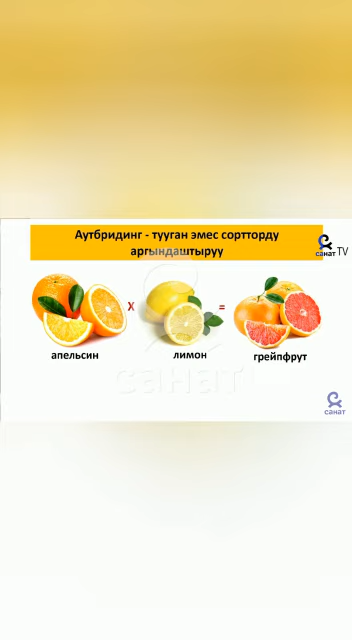 Аутбридинг - тууган эмес сортторду
аргындаштыруу
санат TV
X
=
апельсин
лимон
грейпфрут
санат
санат